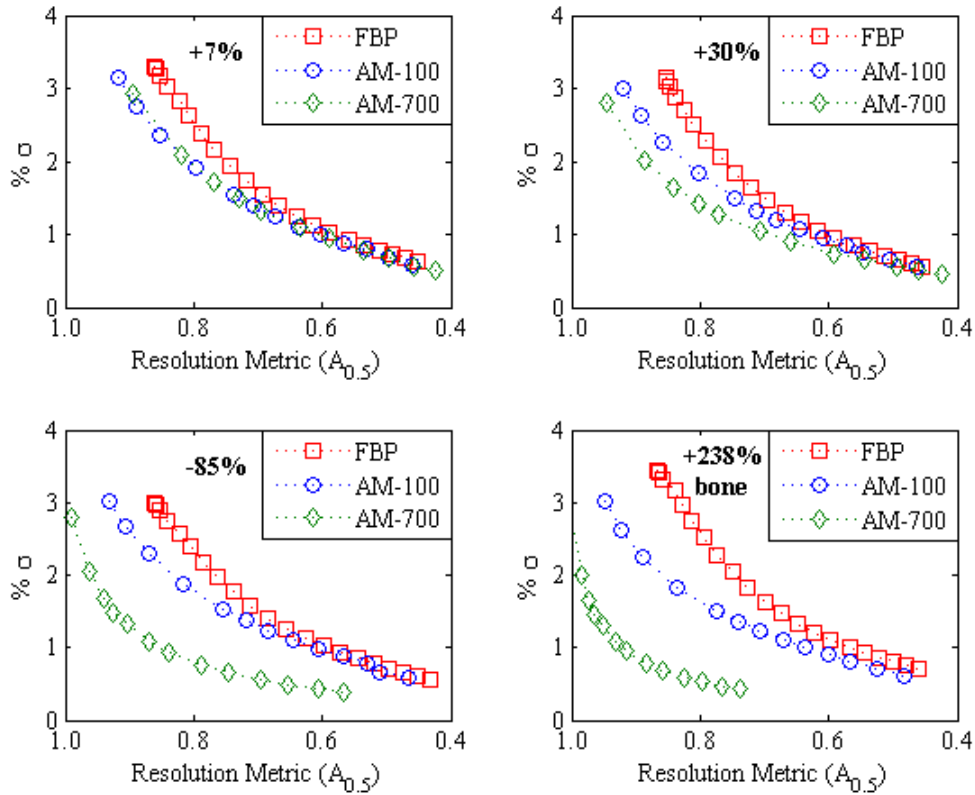 4
3
2
1
0
% σ
+7%
FBP
AM-100
AM-700
1.0 0.8 0.6 0.4
Resolution Metric (A0.5)
4
3
2
1
0
% σ
+30%
FBP
AM-100
AM-700
1.0 0.8 0.6 0.4
Resolution Metric (A0.5)
4
3
2
1
0
% σ
-85%
FBP
AM-100
AM-700
1.0 0.8 0.6 0.4
Resolution Metric (A0.5)
4
3
2
1
0
% σ
+238%
bone
FBP
AM-100
AM-700
1.0 0.8 0.6 0.4
Resolution Metric (A0.5)